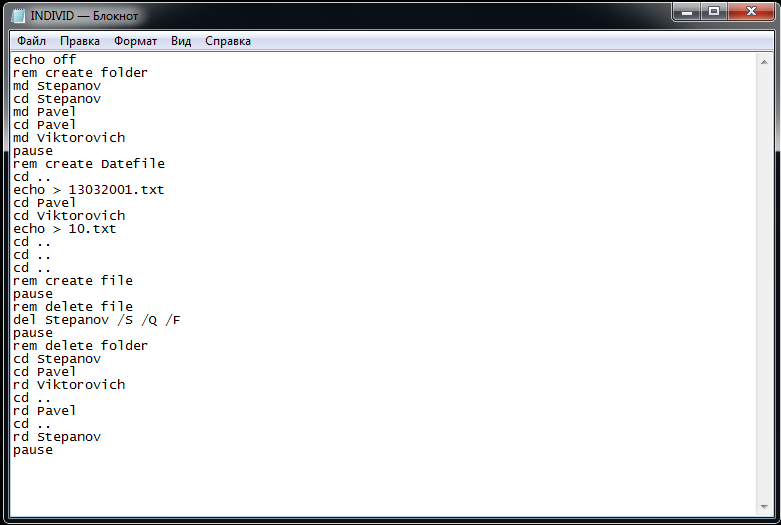 INDIVID — Блокнот
Файл Правка Формат Вид Справка
echo off
rem create folder
md Stepanov
cd Stepanov
md Pavel
cd Pavel
md Viktorovich
pause
rem create Datefile
cd ..
echo > 13032001.txt
cd Pavel
cd Viktorovich
echo > 10.txt
cd ..
cd ..
cd ..
rem create file
pause
rem delete file
del Stepanov /S /Q /F
pause
rem delete folder
cd Stepanov
cd Pavel
rd Viktorovich
cd ..
rd Pavel
cd ..
rd Stepanov
pause